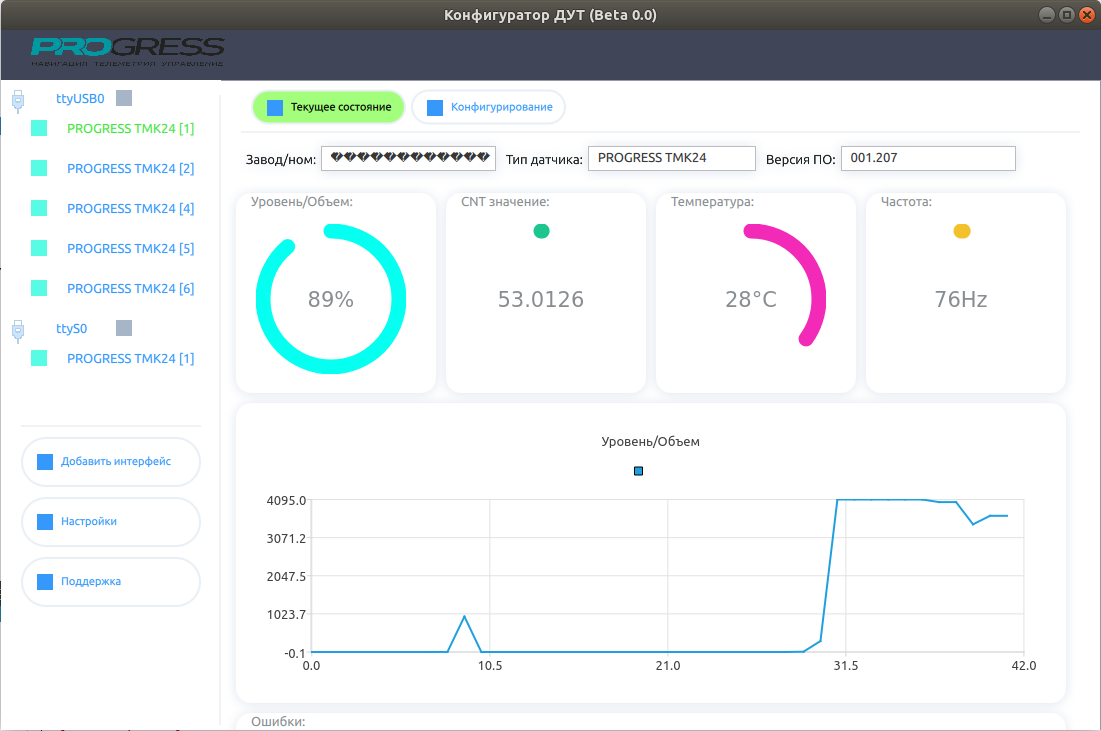 Конфигуратор ДУТ (Beta 0.0)
PROGRESS
НАВИГАЦИЯ ТЕЛЕМЕТРИЯ УПРАВЛЕНИЕ
ttyUSB0
PROGRESS TMK24 [1]
PROGRESS TMK24 [2]
PROGRESS TMK24 [4]
PROGRESS TMK24 [5]
PROGRESS TMK24 [6]
ttyS0
PROGRESS TMK24 [1]
Добавить интерфейс
Настройки
Поддержка
Текущее состояние
Конфигурирование
Завод/ном: ������������ Тип датчика: PROGRESS TMK24 Версия ПО: 001.207
Уровень/Объем:
89%
CNT значение:
53.0126
Температура:
28°C
Частота:
76Hz
Уровень/Объем
4095.0
3071.2
2047.5
1023.7
-0.1
0.0 10.5 21.0 31.5 42.0
Ошибки: